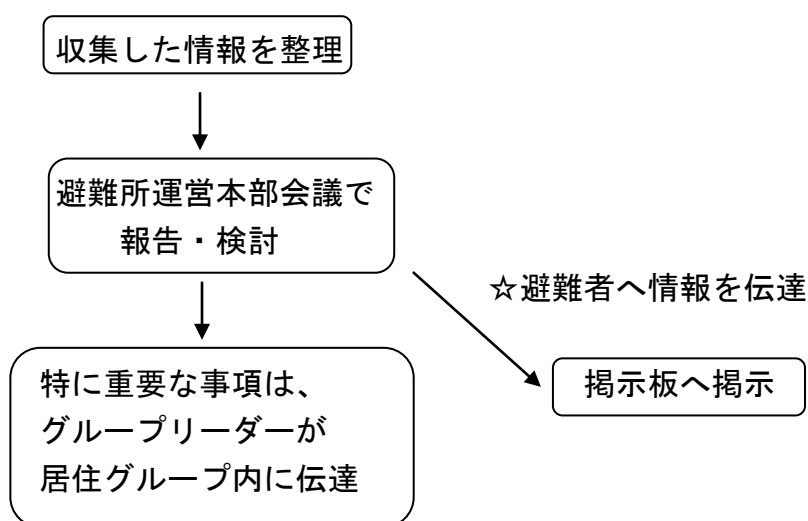 収集した情報を整理
避難所運営本部会議で
報告・検討
☆避難者へ情報を伝達
特に重要な事項は、
グループリーダーが
居住グループ内に伝達
掲示板へ掲示